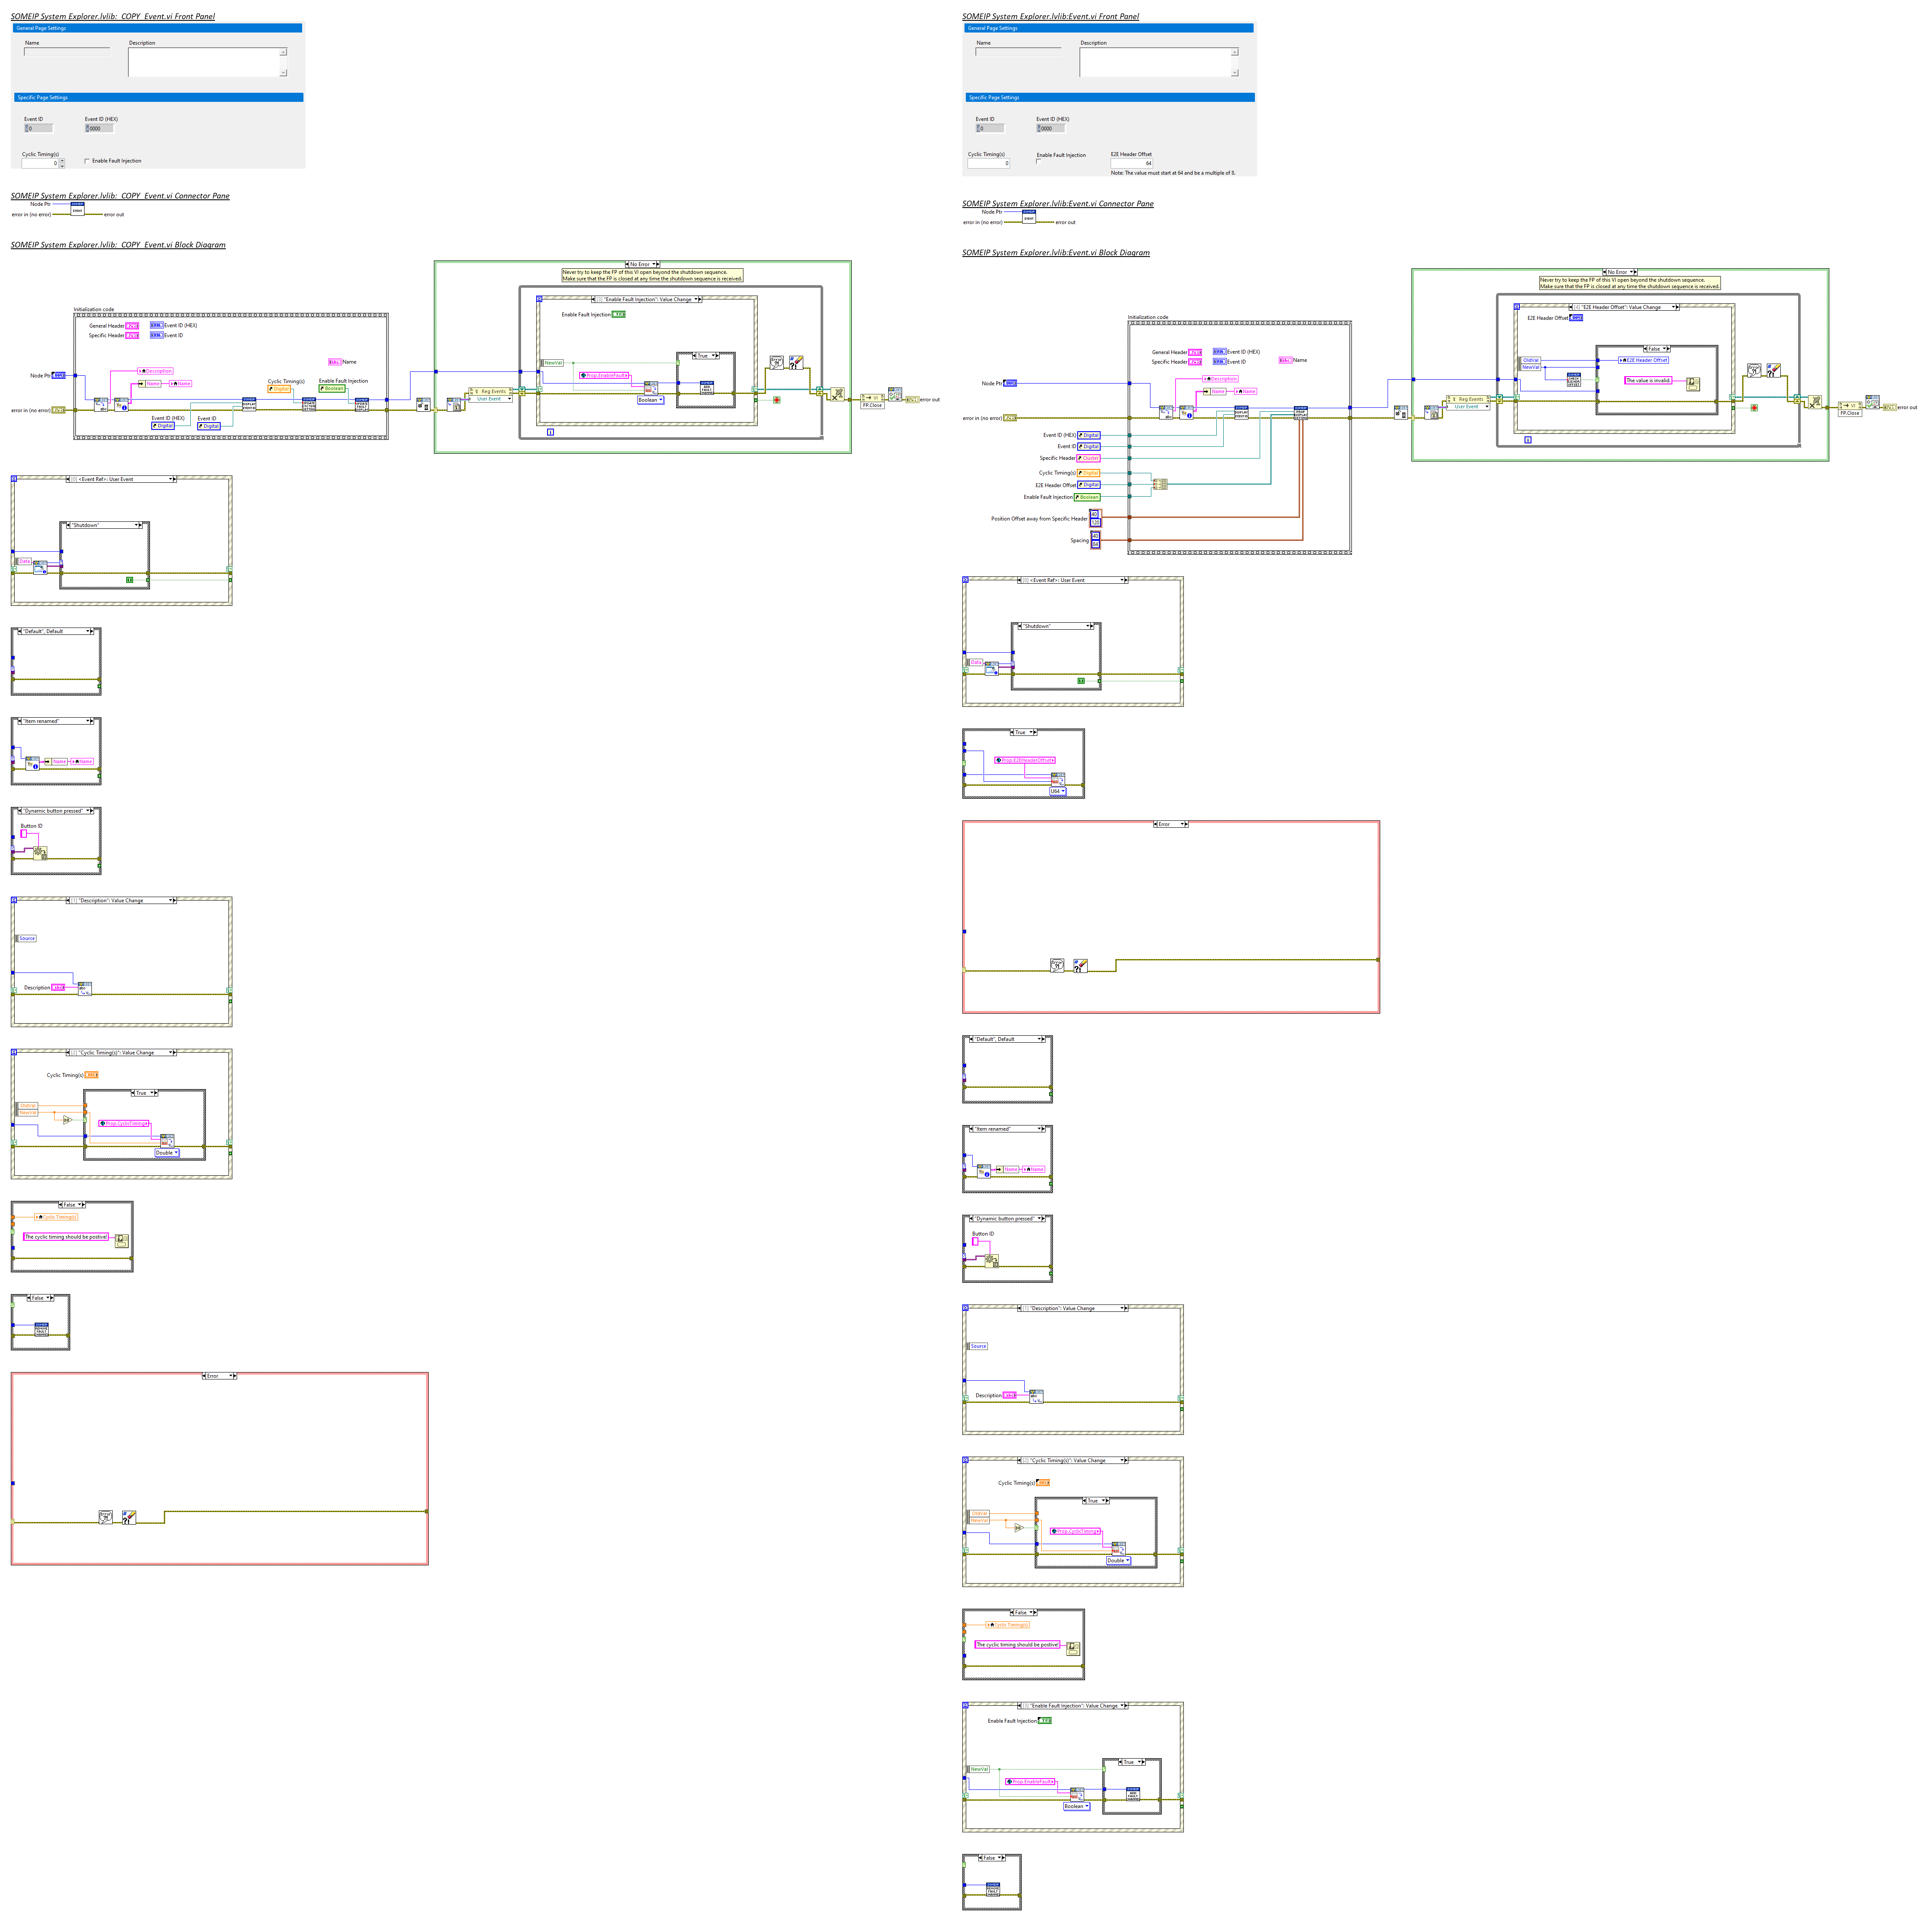 SOMEIP System Explorer.lvlib:_COPY_Event.vi Front Panel
General Page Settings
Name
Description
Specific Page Settings
Event ID
Event ID (HEX)
0
0000
Cyclic Timing(s)
0
Enable Fault Injection
SOMEIP System Explorer.lvlib:_COPY_Event.vi Connector Pane
Node Ptr
error in (no error)
error out
SOMEIP System Explorer.lvlib:_COPY_Event.vi Block Diagram
No Error
Never try to keep the FP of this VI open beyond the shutdown sequence.
Make sure that the FP is closed at any time the shutdown sequence is received.
[3] "Enable Fault Injection": Value Change
Enable Fault Injection
Initialization code
General Header
Event ID (HEX)
Specific Header
Event ID
Name
Node Ptr
Description
Name
Name
Cyclic Timing(s)
Digital
Enable Fault Injection
Boolean
error in (no error)
Event ID (HEX)
Digital
Event ID
Digital
Reg Events
User Event
NewVal
Prop.EnableFault
Boolean
True
FP.Close
error out
[0] <Event Ref>: User Event
"Shutdown"
Data
"Default", Default
"Item renamed"
Name
Name
"Dynamic button pressed"
Button ID
[1] "Description": Value Change
Source
Description
[2] "Cyclic Timing(s)": Value Change
Cyclic Timing(s)
True
OldVal
NewVal
Prop.CyclicTiming
Double
False
Cyclic Timing(s)
The cyclic timing should be postive!
False
Error
SOMEIP System Explorer.lvlib:Event.vi Front Panel
General Page Settings
Name
Description
Specific Page Settings
Event ID
Event ID (HEX)
0
0000
Cyclic Timing(s)
0
Enable Fault Injection
E2E Header Offset
64
Note: The value must start at 64 and be a multiple of 8.
SOMEIP System Explorer.lvlib:Event.vi Connector Pane
Node Ptr
error in (no error)
error out
SOMEIP System Explorer.lvlib:Event.vi Block Diagram
No Error
Never try to keep the FP of this VI open beyond the shutdown sequence.
Make sure that the FP is closed at any time the shutdown sequence is received.
[4] "E2E Header Offset": Value Change
E2E Header Offset
Initialization code
General Header
Event ID (HEX)
Specific Header
Event ID
Name
Node Ptr
Description
Name
Name
error in (no error)
Event ID (HEX)
Digital
Event ID
Digital
Specific Header
Cluster
Cyclic Timing(s)
Digital
E2E Header Offset
Digital
Enable Fault Injection
Boolean
Position Offset away from Specific Header
Spacing
Reg Events
User Event
OldVal
NewVal
False
E2E Header Offset
The value is invalid.
FP.Close
error out
[0] <Event Ref>: User Event
"Shutdown"
Data
True
Prop.E2EHeaderOffset
U64
Error
"Default", Default
"Item renamed"
Name
Name
"Dynamic button pressed"
Button ID
[1] "Description": Value Change
Source
Description
[2] "Cyclic Timing(s)": Value Change
Cyclic Timing(s)
True
OldVal
NewVal
Prop.CyclicTiming
Double
False
Cyclic Timing(s)
The cyclic timing should be postive!
[3] "Enable Fault Injection": Value Change
Enable Fault Injection
True
NewVal
Prop.EnableFault
Boolean
False